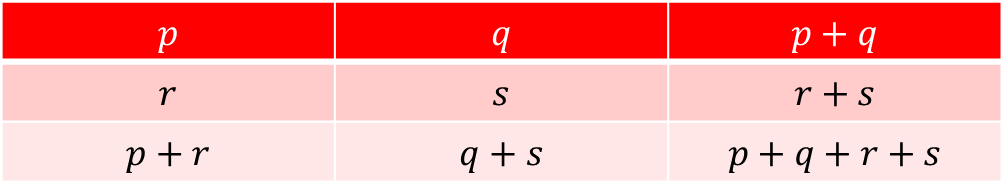 p q p + q
r s r + s
p + r q + s p + q + r + s